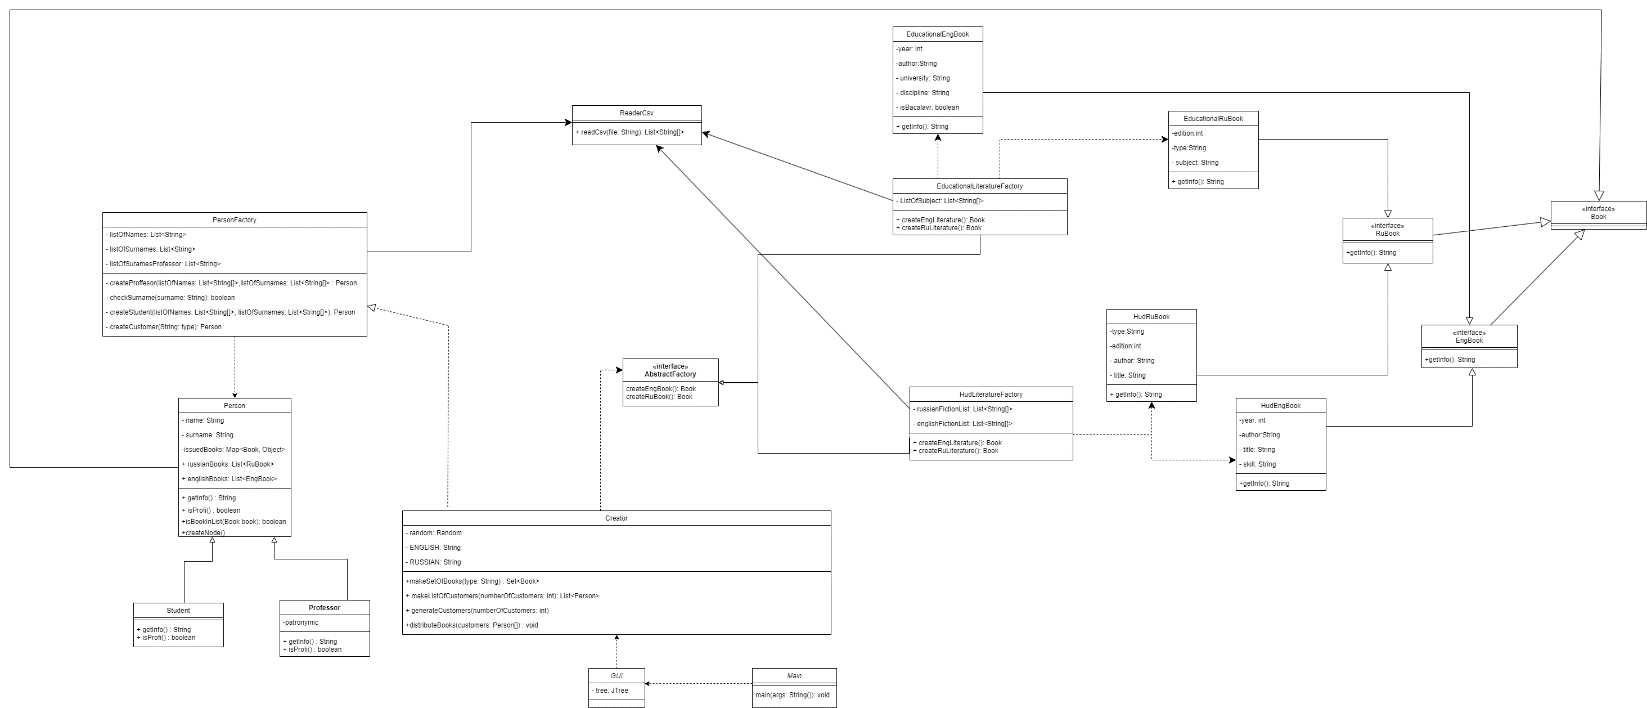 EducationalEngBook
-year: int
-author:String
- university: String
- discipline: String
- isBacalavr: boolean
+ getInfo(): String
ReaderCsv
+ readCsv(file: String): List<String[]>
EducationalRuBook
-edition:int
-type:String
- subject: String
+ getInfo(): String
EducationalLiteratureFactory
- ListOfSubject: List<String[]>
+ createEngLiterature(): Book
+ createRuLiterature(): Book
«interface»
Book
PersonFactory
- listOfNames: List<String>
- listOfSurnames: List<String>
- listOfSuramesProfessor: List<String>
- createProffesor(listOfNames: List<String[]>,listOfSurnames: List<String[]> : Person
- checkSurname(surname: String): boolean
- createStudent(listOfNames: List<String[]>, listOfSurnames: List<String[]>): Person
- createCustomer(String: type): Person
«interface»
RuBook
+getInfo(): String
HudRuBook
-type:String
-edition:int
- author: String
- title: String
+ getInfo(): String
«interface»
EngBook
+getInfo(): String
«interface»
AbstractFactory
createEngBook(): Book
createRuBook(): Book
HudLiteratureFactory
- russianFictionList: List<String[]>
- englishFictionList: List<String[]>
+ createEngLiterature(): Book
+ createRuLiterature(): Book
HudEngBook
-year: int
-author:String
- title: String
- skill: String
+getInfo(): String
Person
- name: String
- surname: String
-issuedBooks: Map<Book, Object>
+ russianBooks: List<RuBook>
+ englishBooks: List<EngBook>
+ getInfo() : String
+ isProfi() : boolean
+isBookInList(Book book): boolean
+createNode()
Creator
- random: Random
- ENGLISH: String
- RUSSIAN: String
+makeSetOfBooks(type: String) : Set<Book>
+ makeListOfCustomers(numberOfCustomers: int): List<Person>
+ generateCustomers(numberOfCustomers: int)
+distributeBooks(customers: Person[]) : void
Student
+ getInfo() : String
+ isProfi() : boolean
Professor
-patronymic
+ getInfo() : String
+ isProfi() : boolean
GUI
- tree: JTree
Main
main(args: String()): void